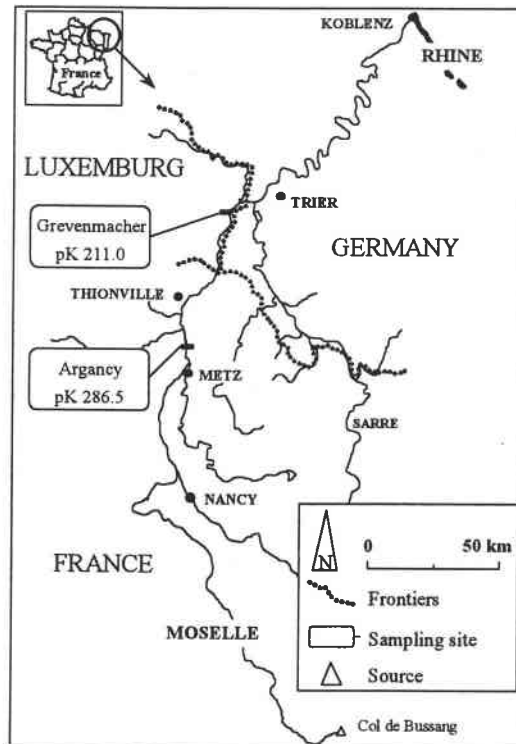 KOBLENZ
RHINE
France
LUXEMBURG
TRIER
Grevenmacher
pK 211.0
GERMANY
THIONVILLE
Argancy
pK 286.5
METZ
SARRE
NANCY
FRANCE
N
0 50 km
Frontiers
MOSELLE
Sampling site
Source
Col de Bussang